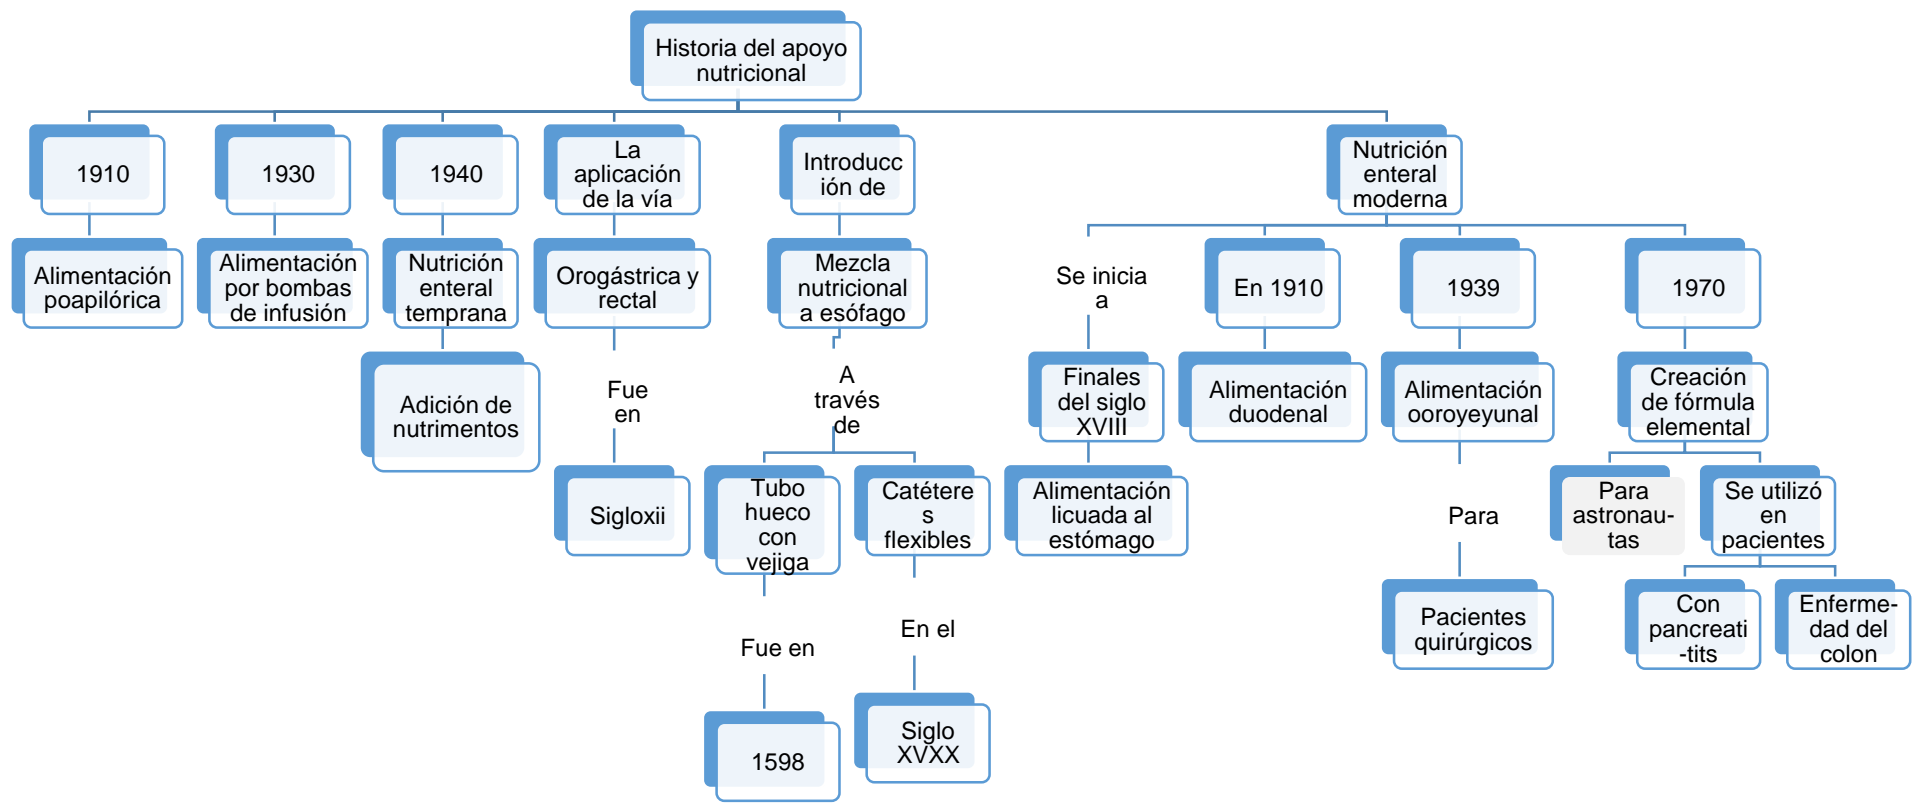 Historia del apoyo
nutricional
1910
1930
1940
La
aplicación
de la vía
Introducc
ión de
Nutrición
enteral
moderna
Alimentación
poapilórica
Alimentación
por bombas
de infusión
Nutrición
enteral
temprana
Orogástrica y
rectal
Mezcla
nutricional
a esófago
Se inicia
a
En 1910
1939
1970
Adición de
nutrimentos
Fue
en
A
través
de
Finales
del siglo
XVIII
Alimentación
duodenal
Alimentación
ooroyeyunal
Creación
de fórmula
elemental
Sigloxii
Tubo
hueco
con
vejiga
Catétere
s
flexibles
Alimentación
licuada al
estómago
Para
Para
astronau-
tas
Se utilizó
en
pacientes
Fue en
En el
Pacientes
quirúrgicos
Con
pancreati
-tits
Enferme-
dad del
colon
1598
Siglo
XVXX